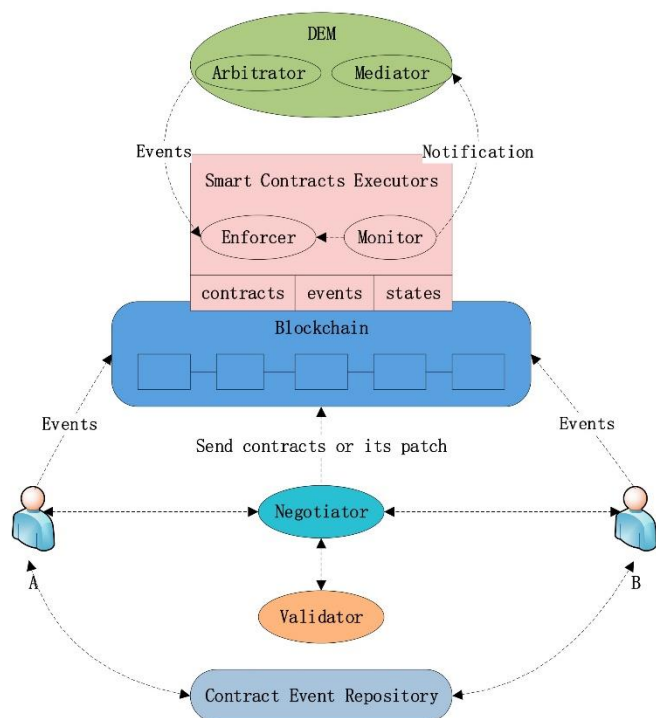 DEM
Arbitrator Mediator
Events Notification
Smart Contracts Executors
Enforcer Monitor
contracts events states
Blockchain
Events Events
Send contracts or its patch
Negotiator
A B
Validator
Contract Event Repository